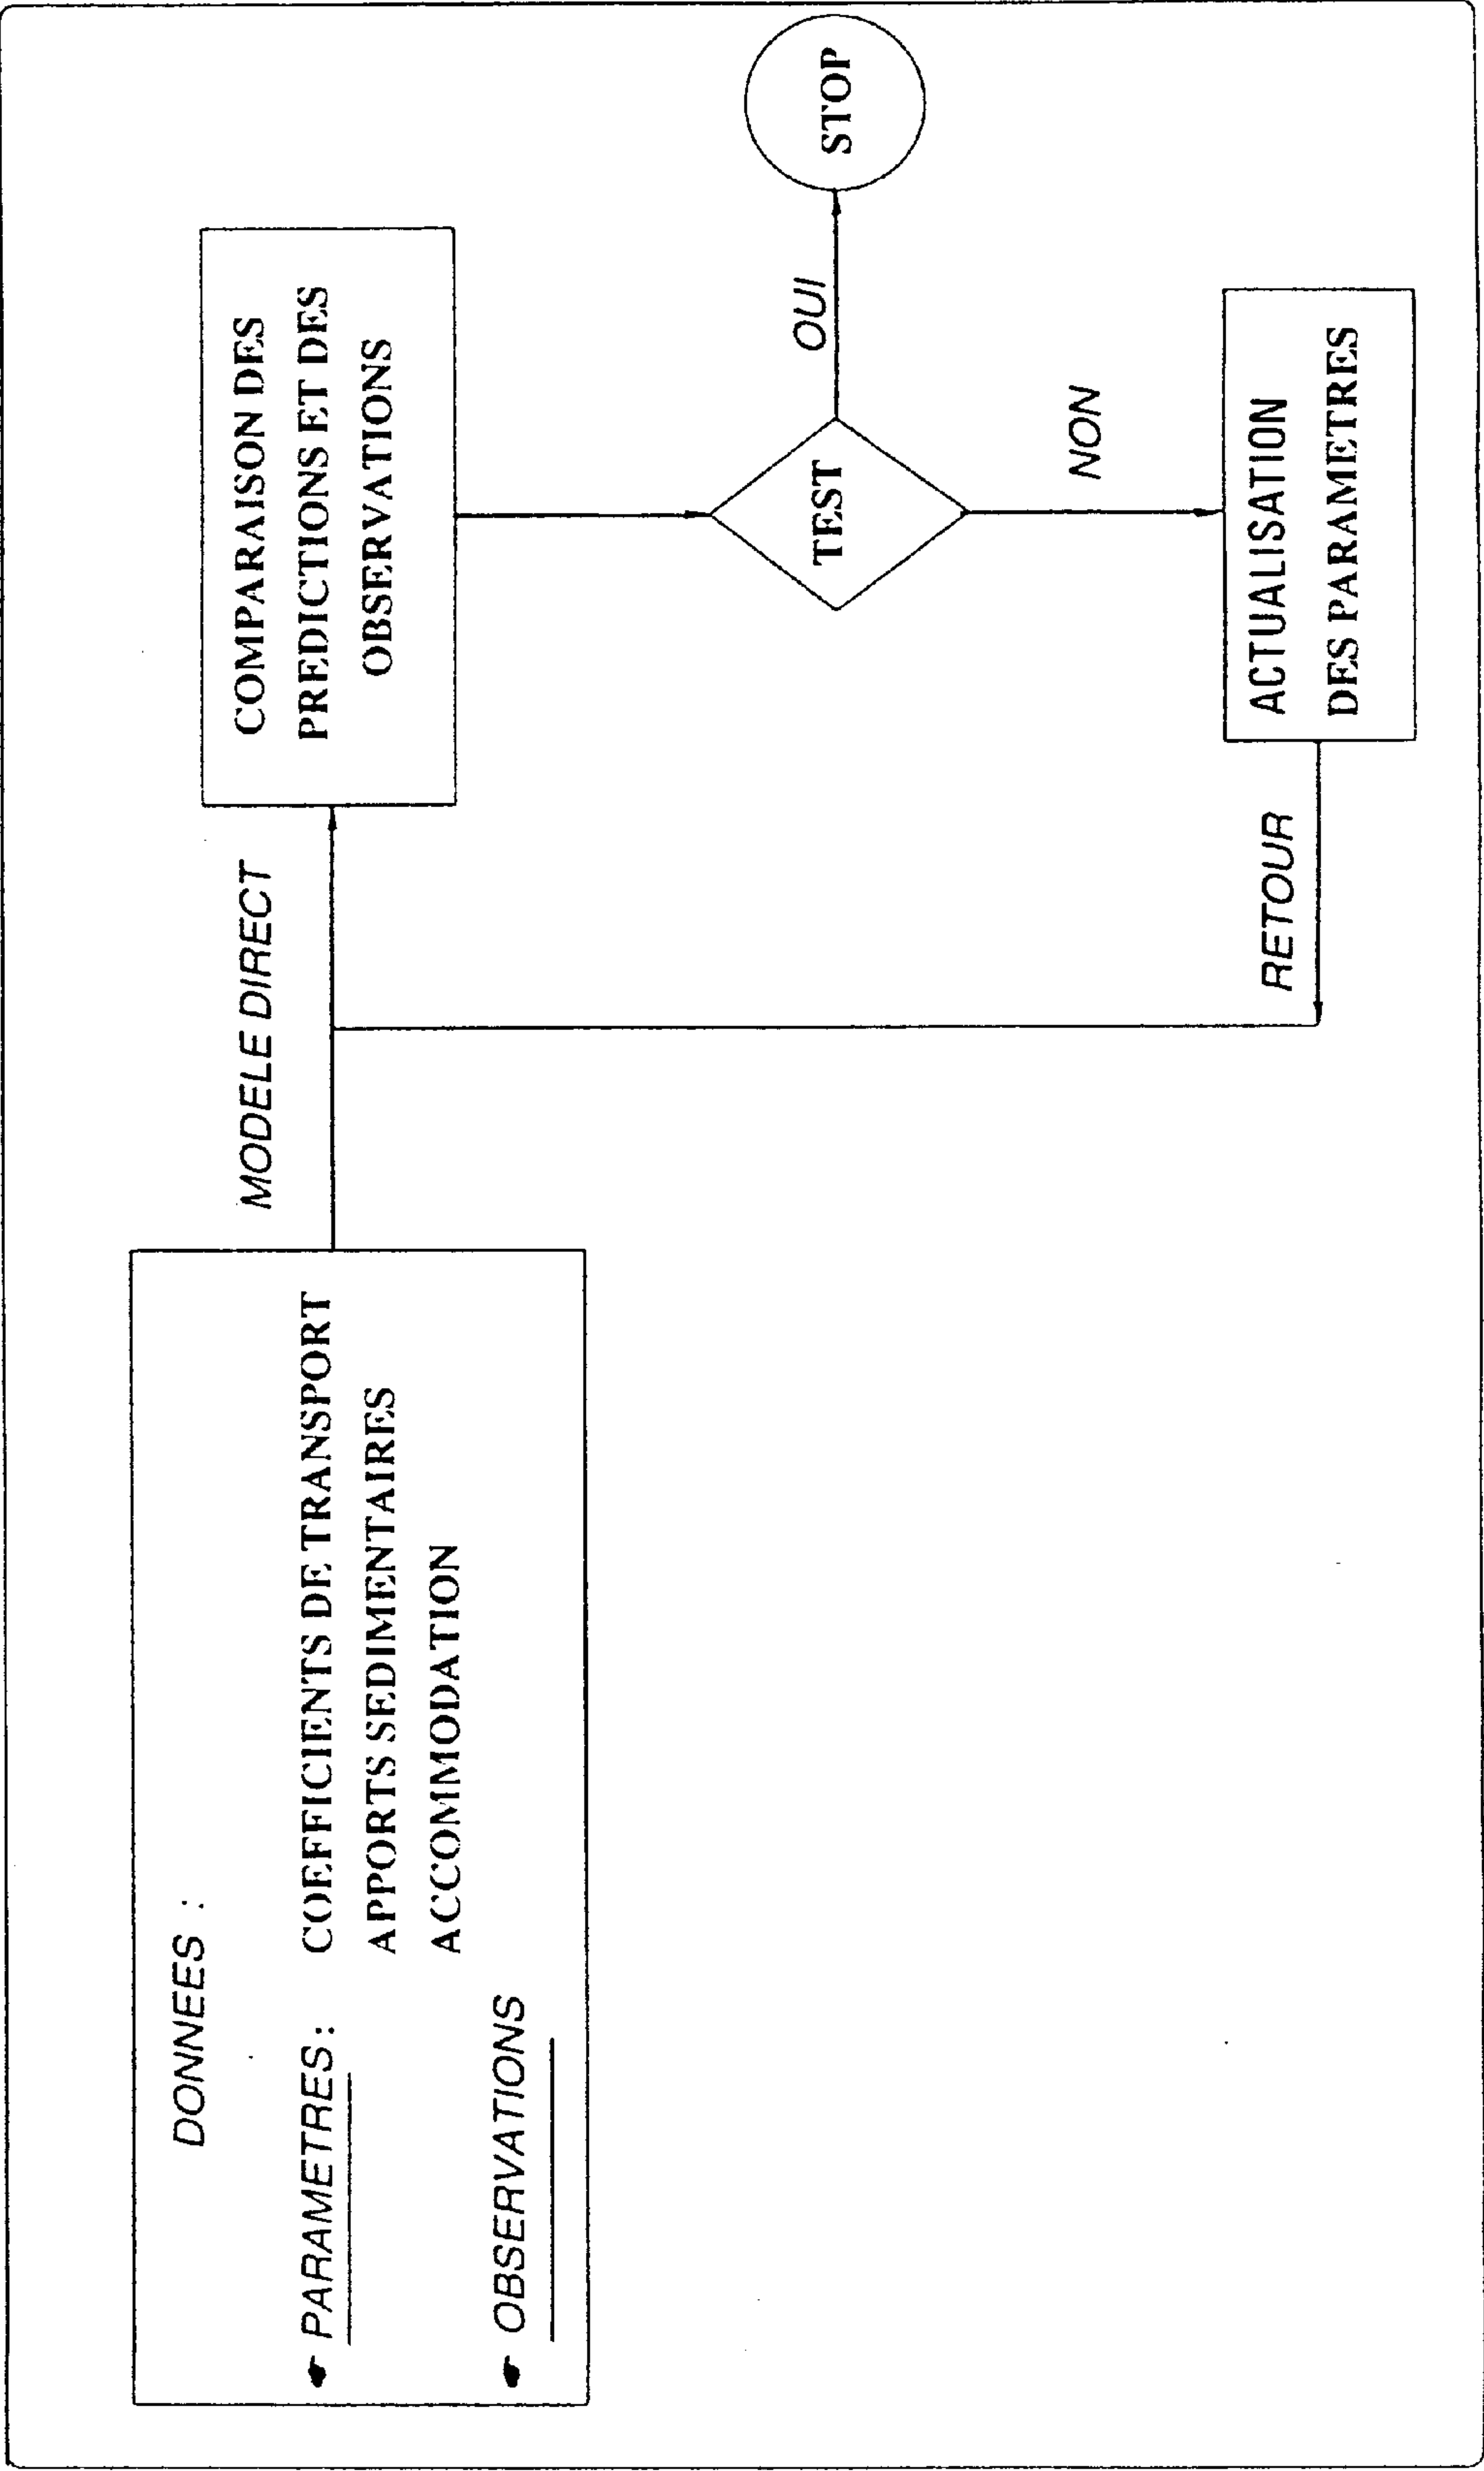 DONNEES :
PARAMETRES : COEFFICIENTS DE TRANSPORT
APPORTS SEDIMENTAIRES
ACCOMMODATION
OBSERVATIONS
MODELE DIRECT
COMPARAISON DES
PREDICTIONS ET DES
OBSERVATIONS
TEST
OUI
STOP
NON
ACTUALISATION
DES PARAMETRES
RETOUR